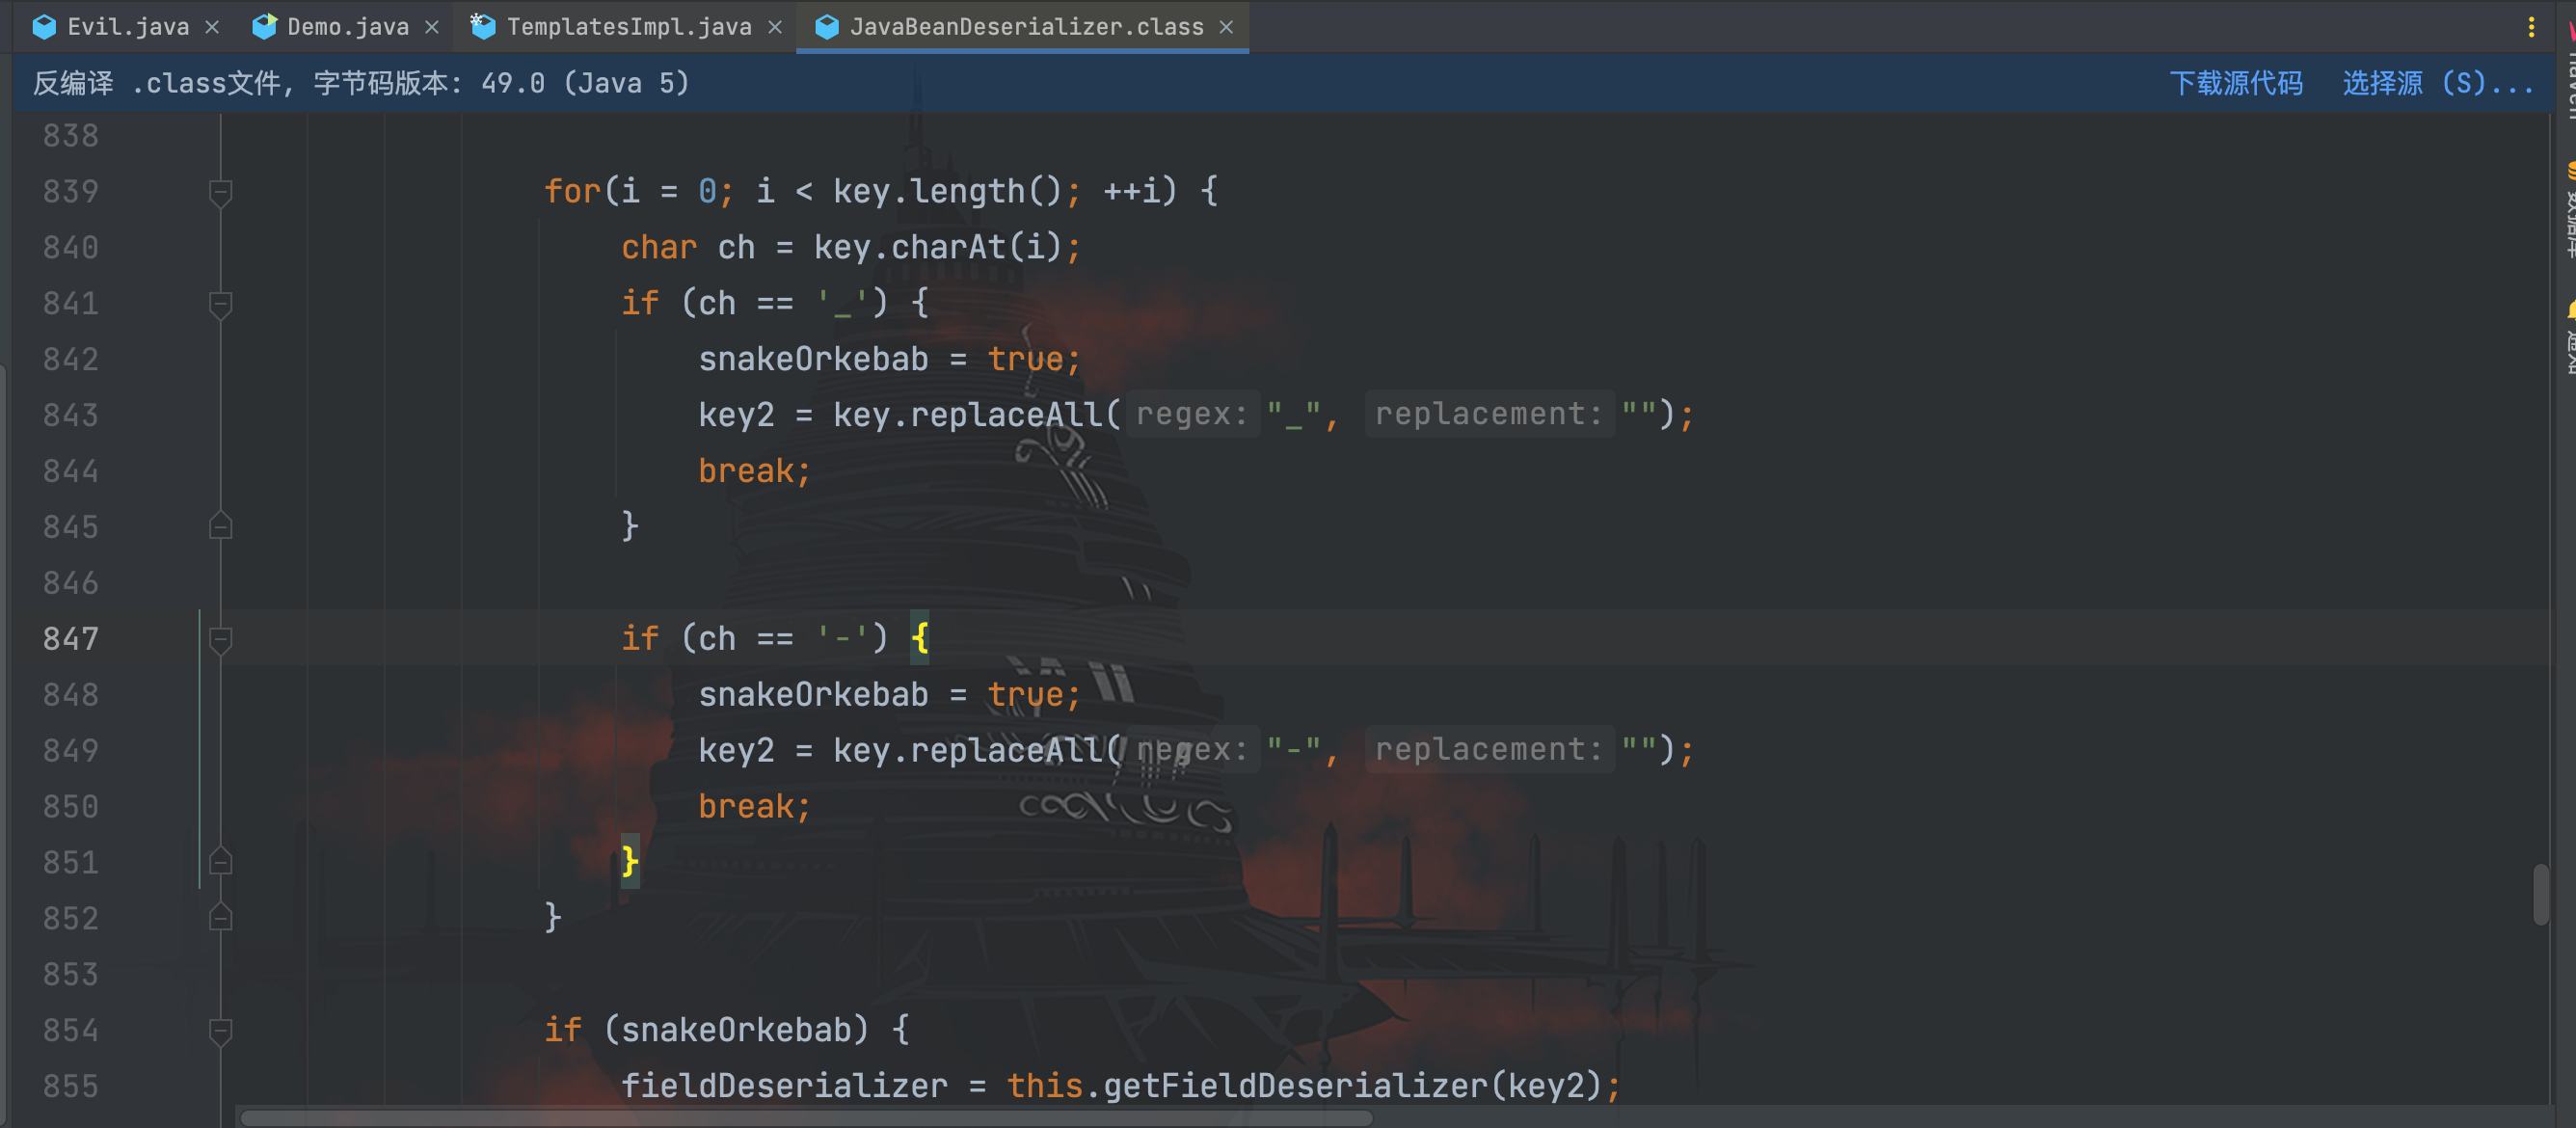 Evil.java Demo.java TemplatesImpl.java JavaBeanDeserializer.class
反编译 .class文件, 字节码版本: 49.0 (Java 5) 下载源代码 选择源 (S)...
838
839 for(i = 0; i < key.length(); ++i) {
840 char ch = key.charAt(i);
841 if (ch == '_') {
842 snakeOrkebab = true;
843 key2 = key.replaceAll( regex: "_", replacement: "");
844 break;
845 }
846
847 if (ch == '-') {
848 snakeOrkebab = true;
849 key2 = key.replaceAll( regex: "-", replacement: "");
850 break;
851 }
852 }
853
854 if (snakeOrkebab) {
855 fieldDeserializer = this.getFieldDeserializer(key2);
数据库